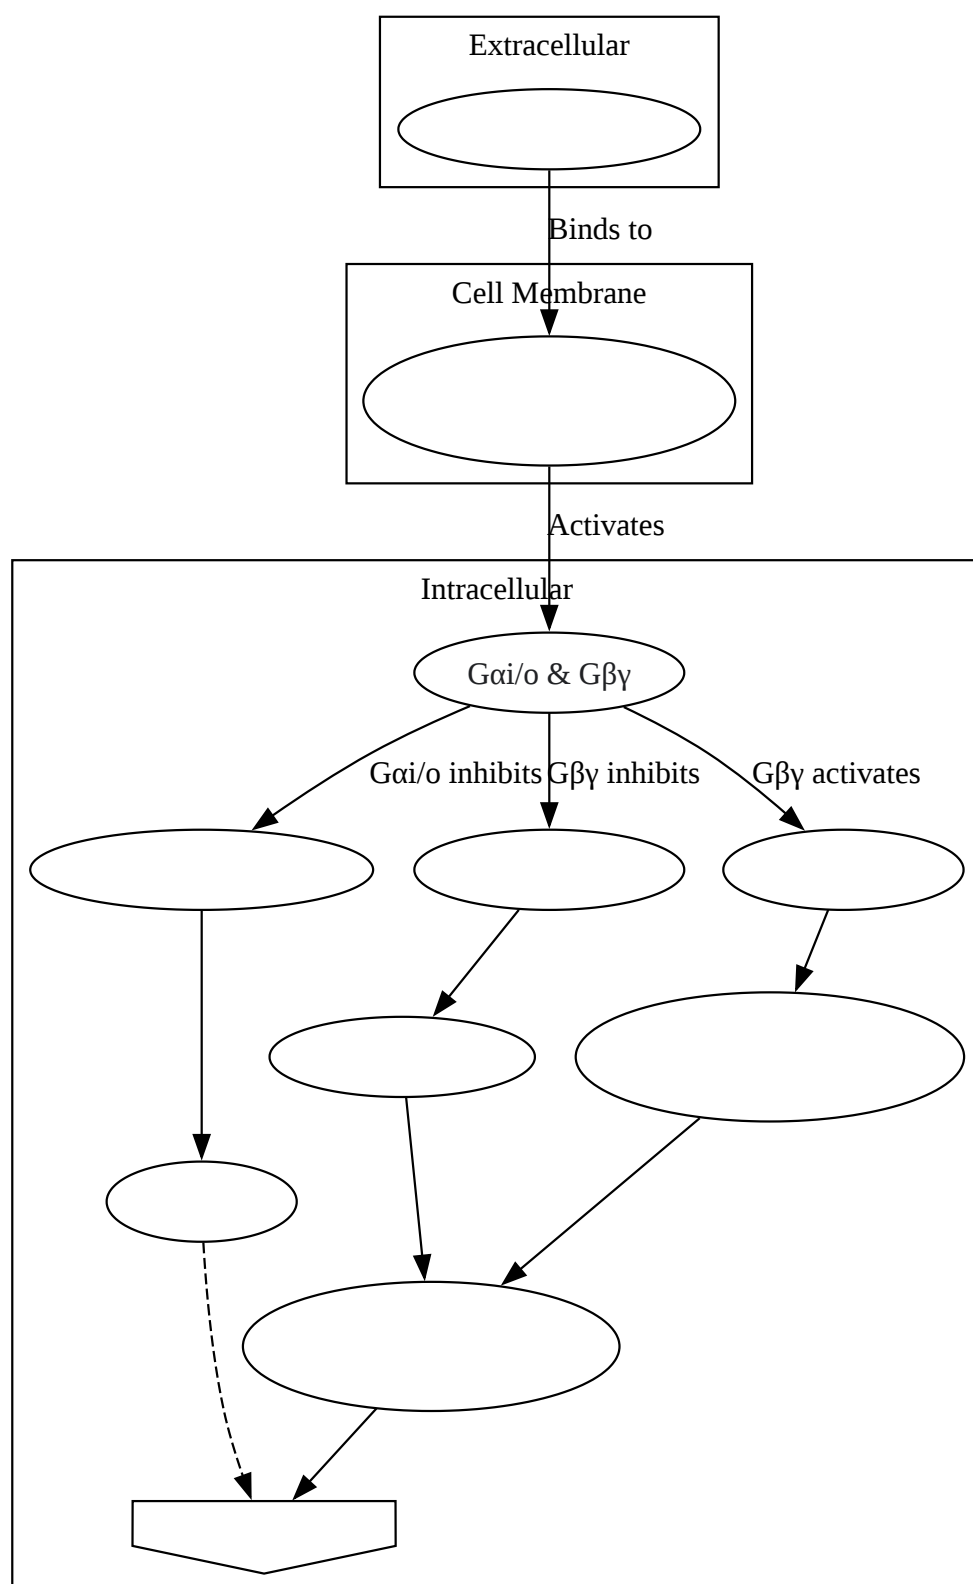 Extracellular
Binds to
Cell Membrane
Activates
Intracellular
Gαi/o & Gβγ
Gαi/o inhibits
Gβγ inhibits
Gβγ activates